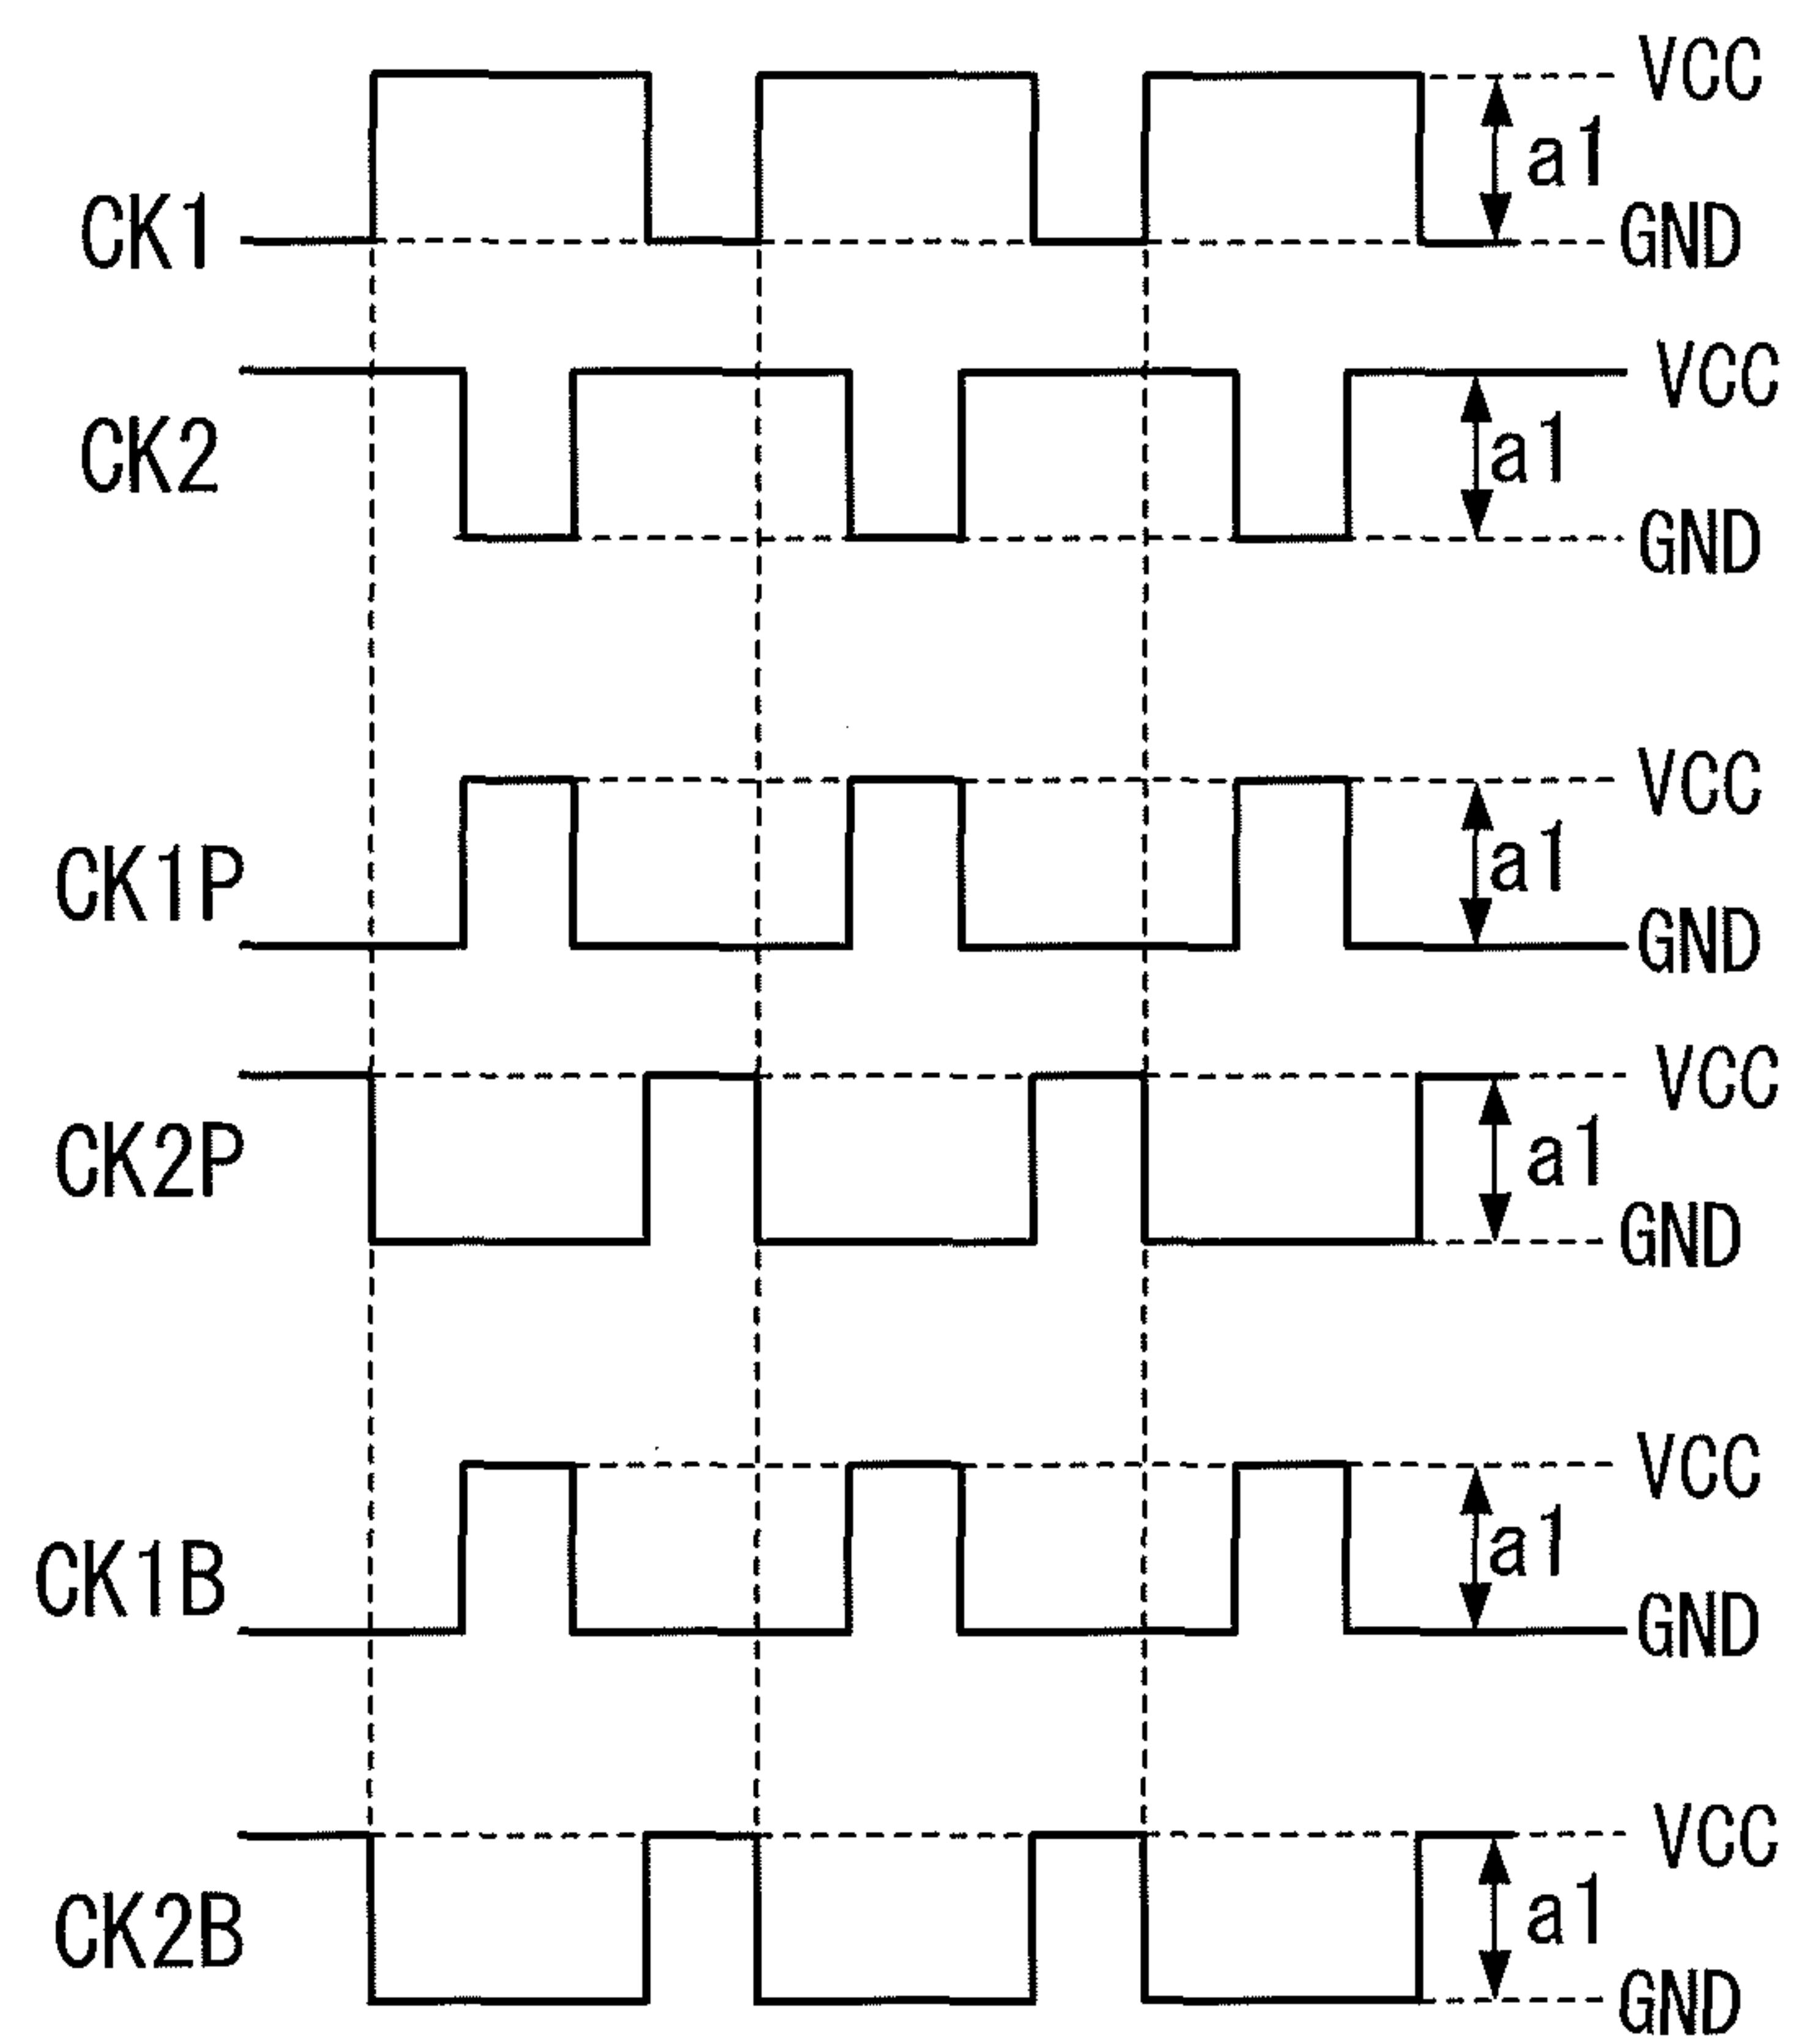 VCC
a1
CK1
GND
VCC
CK2
a1
GND
VCC
CK1P
a1
GND
VCC
CK2P
a1
GND
VCC
CK1B
a1
GND
VCC
CK2B
a1
GND